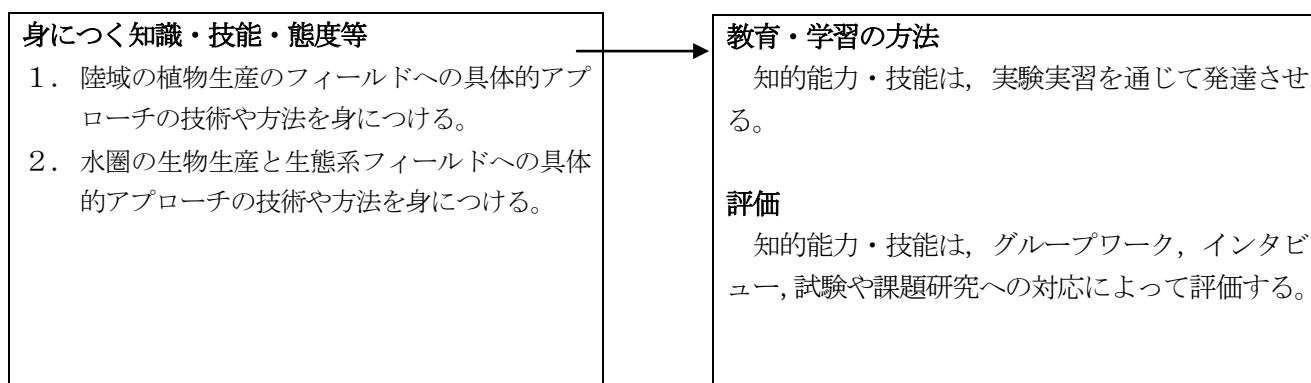 身につく知識・技能・態度等
１．陸域の植物生産のフィールドへの具体的アプ
ローチの技術や方法を身につける。
２．水圏の生物生産と生態系フィールドへの具体
的アプローチの技術や方法を身につける。
教育・学習の方法
　知的能力・技能は，実験実習を通じて発達させ
る。
評価
　知的能力・技能は，グループワーク，インタビ
ュー，試験や課題研究への対応によって評価する。